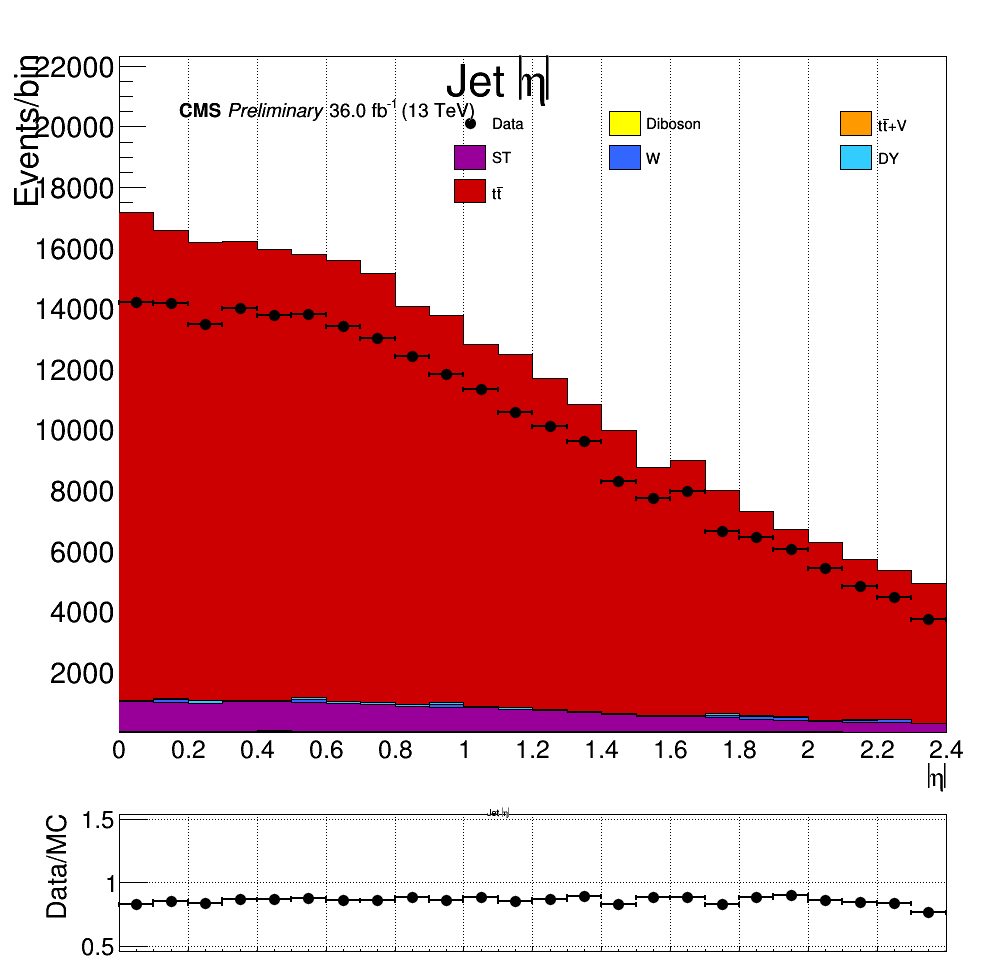 Jet |η|
Events/bin
CMS Preliminary 36.0 fb⁻¹ (13 TeV)
Data
Diboson
tt̄+V
ST
W
DY
tt̄
22000
20000
18000
16000
14000
12000
10000
8000
6000
4000
2000
0 0.2 0.4 0.6 0.8 1 1.2 1.4 1.6 1.8 2 2.2 2.4
|η|
Jet |η|
Data/MC
1.5
1
0.5